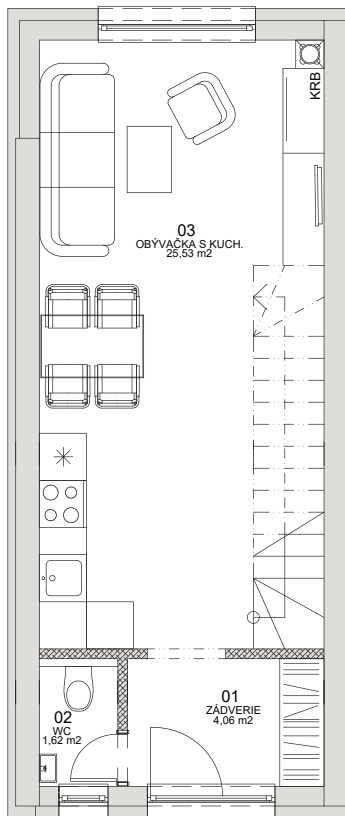 KRB
03
OBÝVAČKA S KUCH.
25,53 m2
01
ZÁDVERIE
4,06 m2
02
WC
1,62 m2